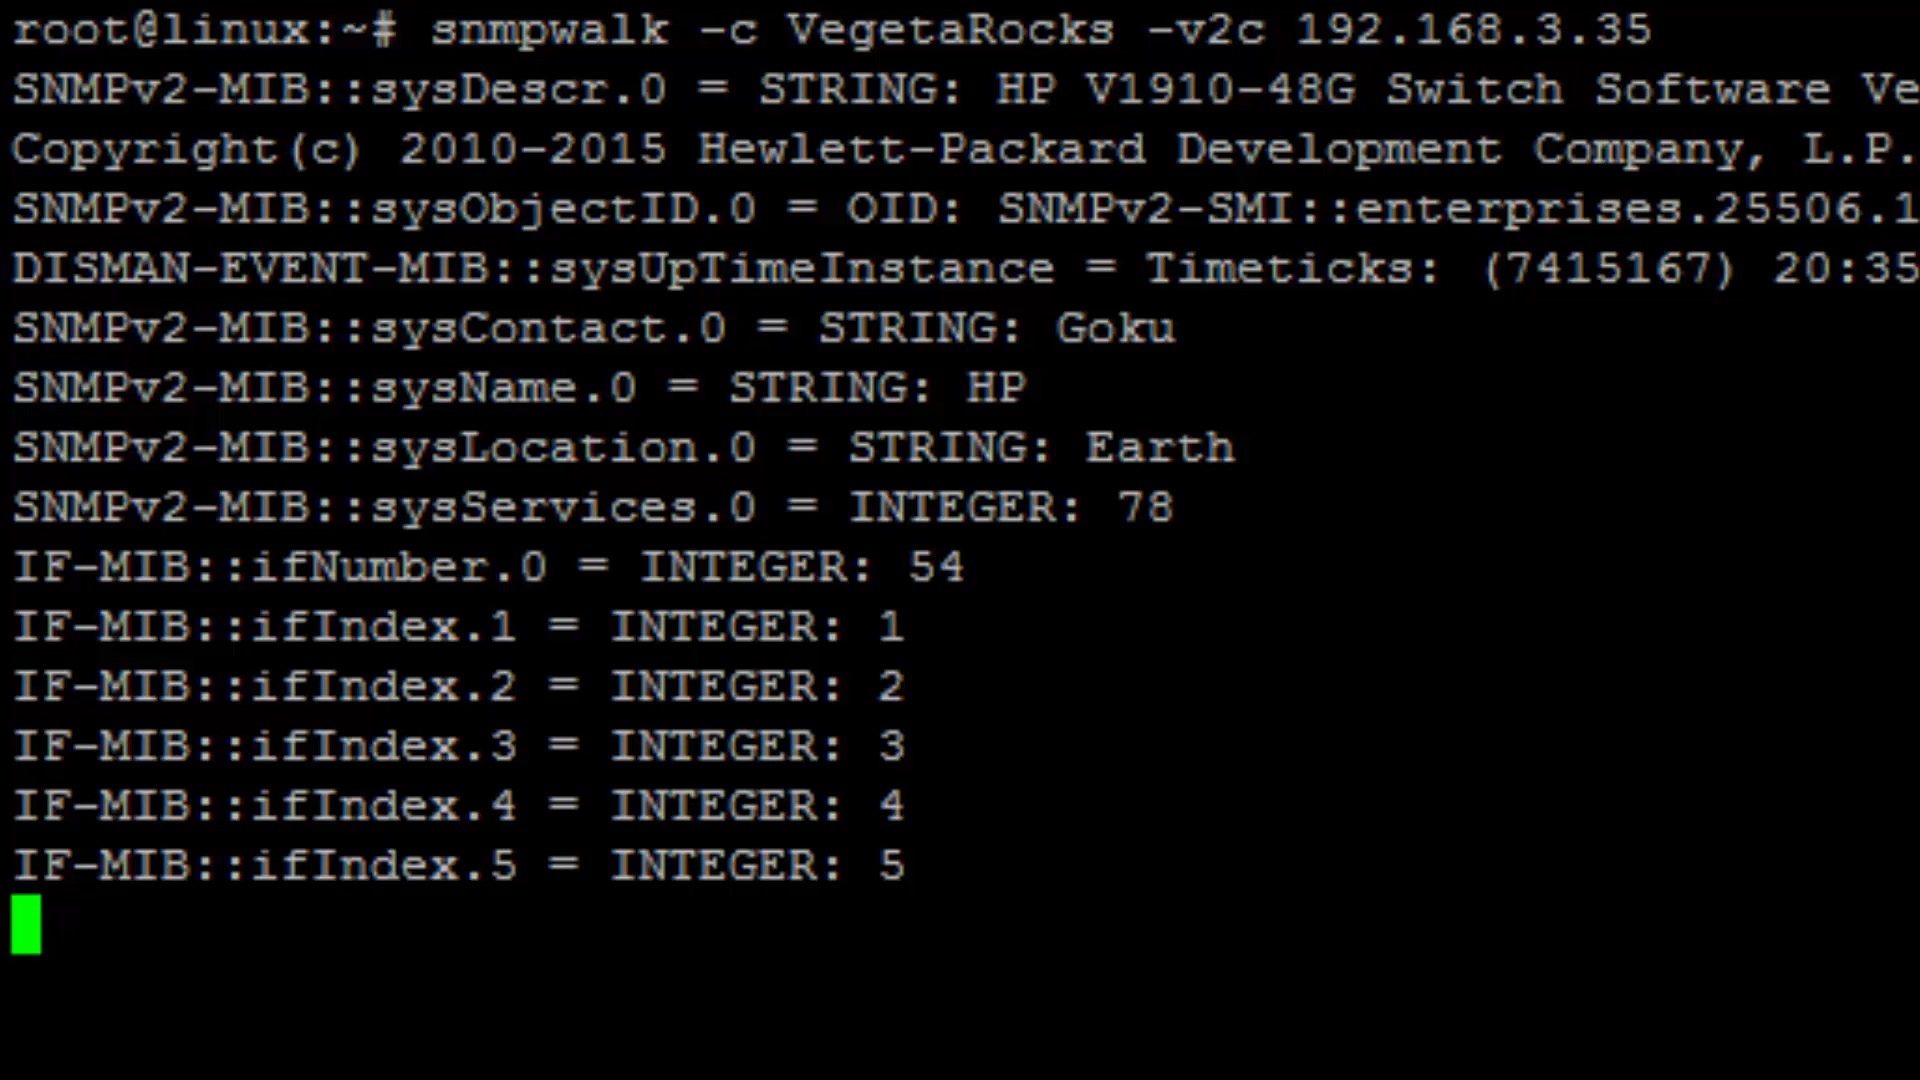 root@linux:~# snmpwalk -c VegetaRocks -v2c 192.168.3.35
SNMPv2-MIB::sysDescr.0 = STRING: HP V1910-48G Switch Software Ve
Copyright(c) 2010-2015 Hewlett-Packard Development Company, L.P.
SNMPv2-MIB::sysObjectID.0 = OID: SNMPv2-SMI::enterprises.25506.1
DISMAN-EVENT-MIB::sysUpTimeInstance = Timeticks: (7415167) 20:35
SNMPv2-MIB::sysContact.0 = STRING: Goku
SNMPv2-MIB::sysName.0 = STRING: HP
SNMPv2-MIB::sysLocation.0 = STRING: Earth
SNMPv2-MIB::sysServices.0 = INTEGER: 78
IF-MIB::ifNumber.0 = INTEGER: 54
IF-MIB::ifIndex.1 = INTEGER: 1
IF-MIB::ifIndex.2 = INTEGER: 2
IF-MIB::ifIndex.3 = INTEGER: 3
IF-MIB::ifIndex.4 = INTEGER: 4
IF-MIB::ifIndex.5 = INTEGER: 5